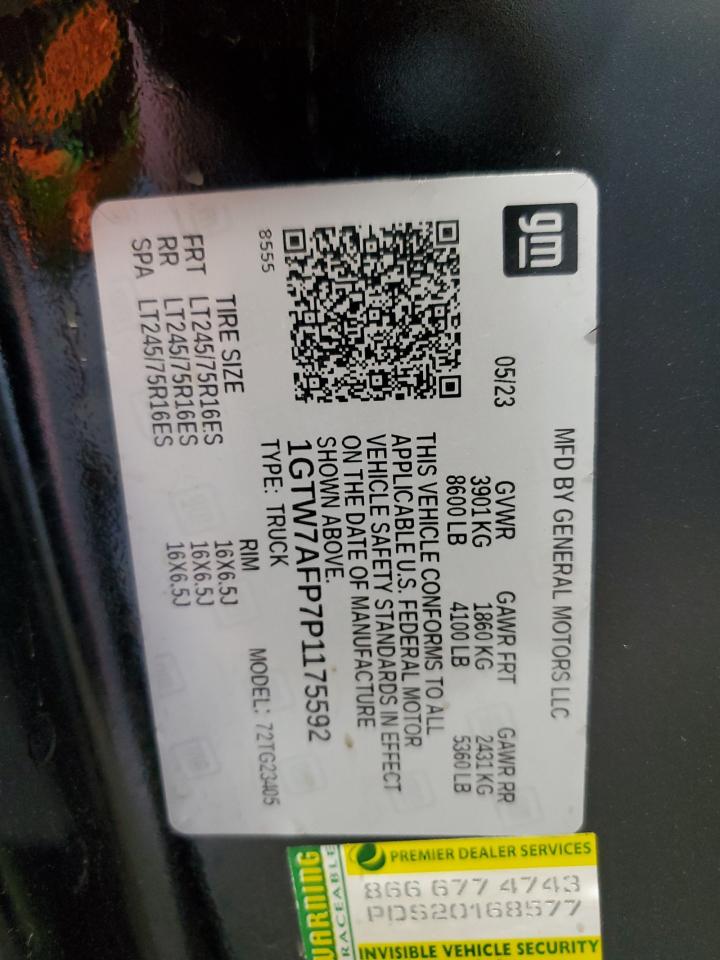 gm
MFD BY GENERAL MOTORS LLC
05/23
GVWR GAWR FRT GAWR RR
3901 KG 1860 KG 2431 KG
8600 LB 4100 LB 5360 LB
THIS VEHICLE CONFORMS TO ALL
APPLICABLE U.S. FEDERAL MOTOR
VEHICLE SAFETY STANDARDS IN EFFECT
ON THE DATE OF MANUFACTURE
SHOWN ABOVE.
1GTW7AFP7P1175592
TYPE: TRUCK
8555
MODEL: 72TG23405
TIRE SIZE RIM
FRT LT245/75R16ES 16X6.5J
RR LT245/75R16ES 16X6.5J
SPA LT245/75R16ES 16X6.5J
WARNING
TRACEABLE
PREMIER DEALER SERVICES
866 677 4743
PDS20168577
INVISIBLE VEHICLE SECURITY